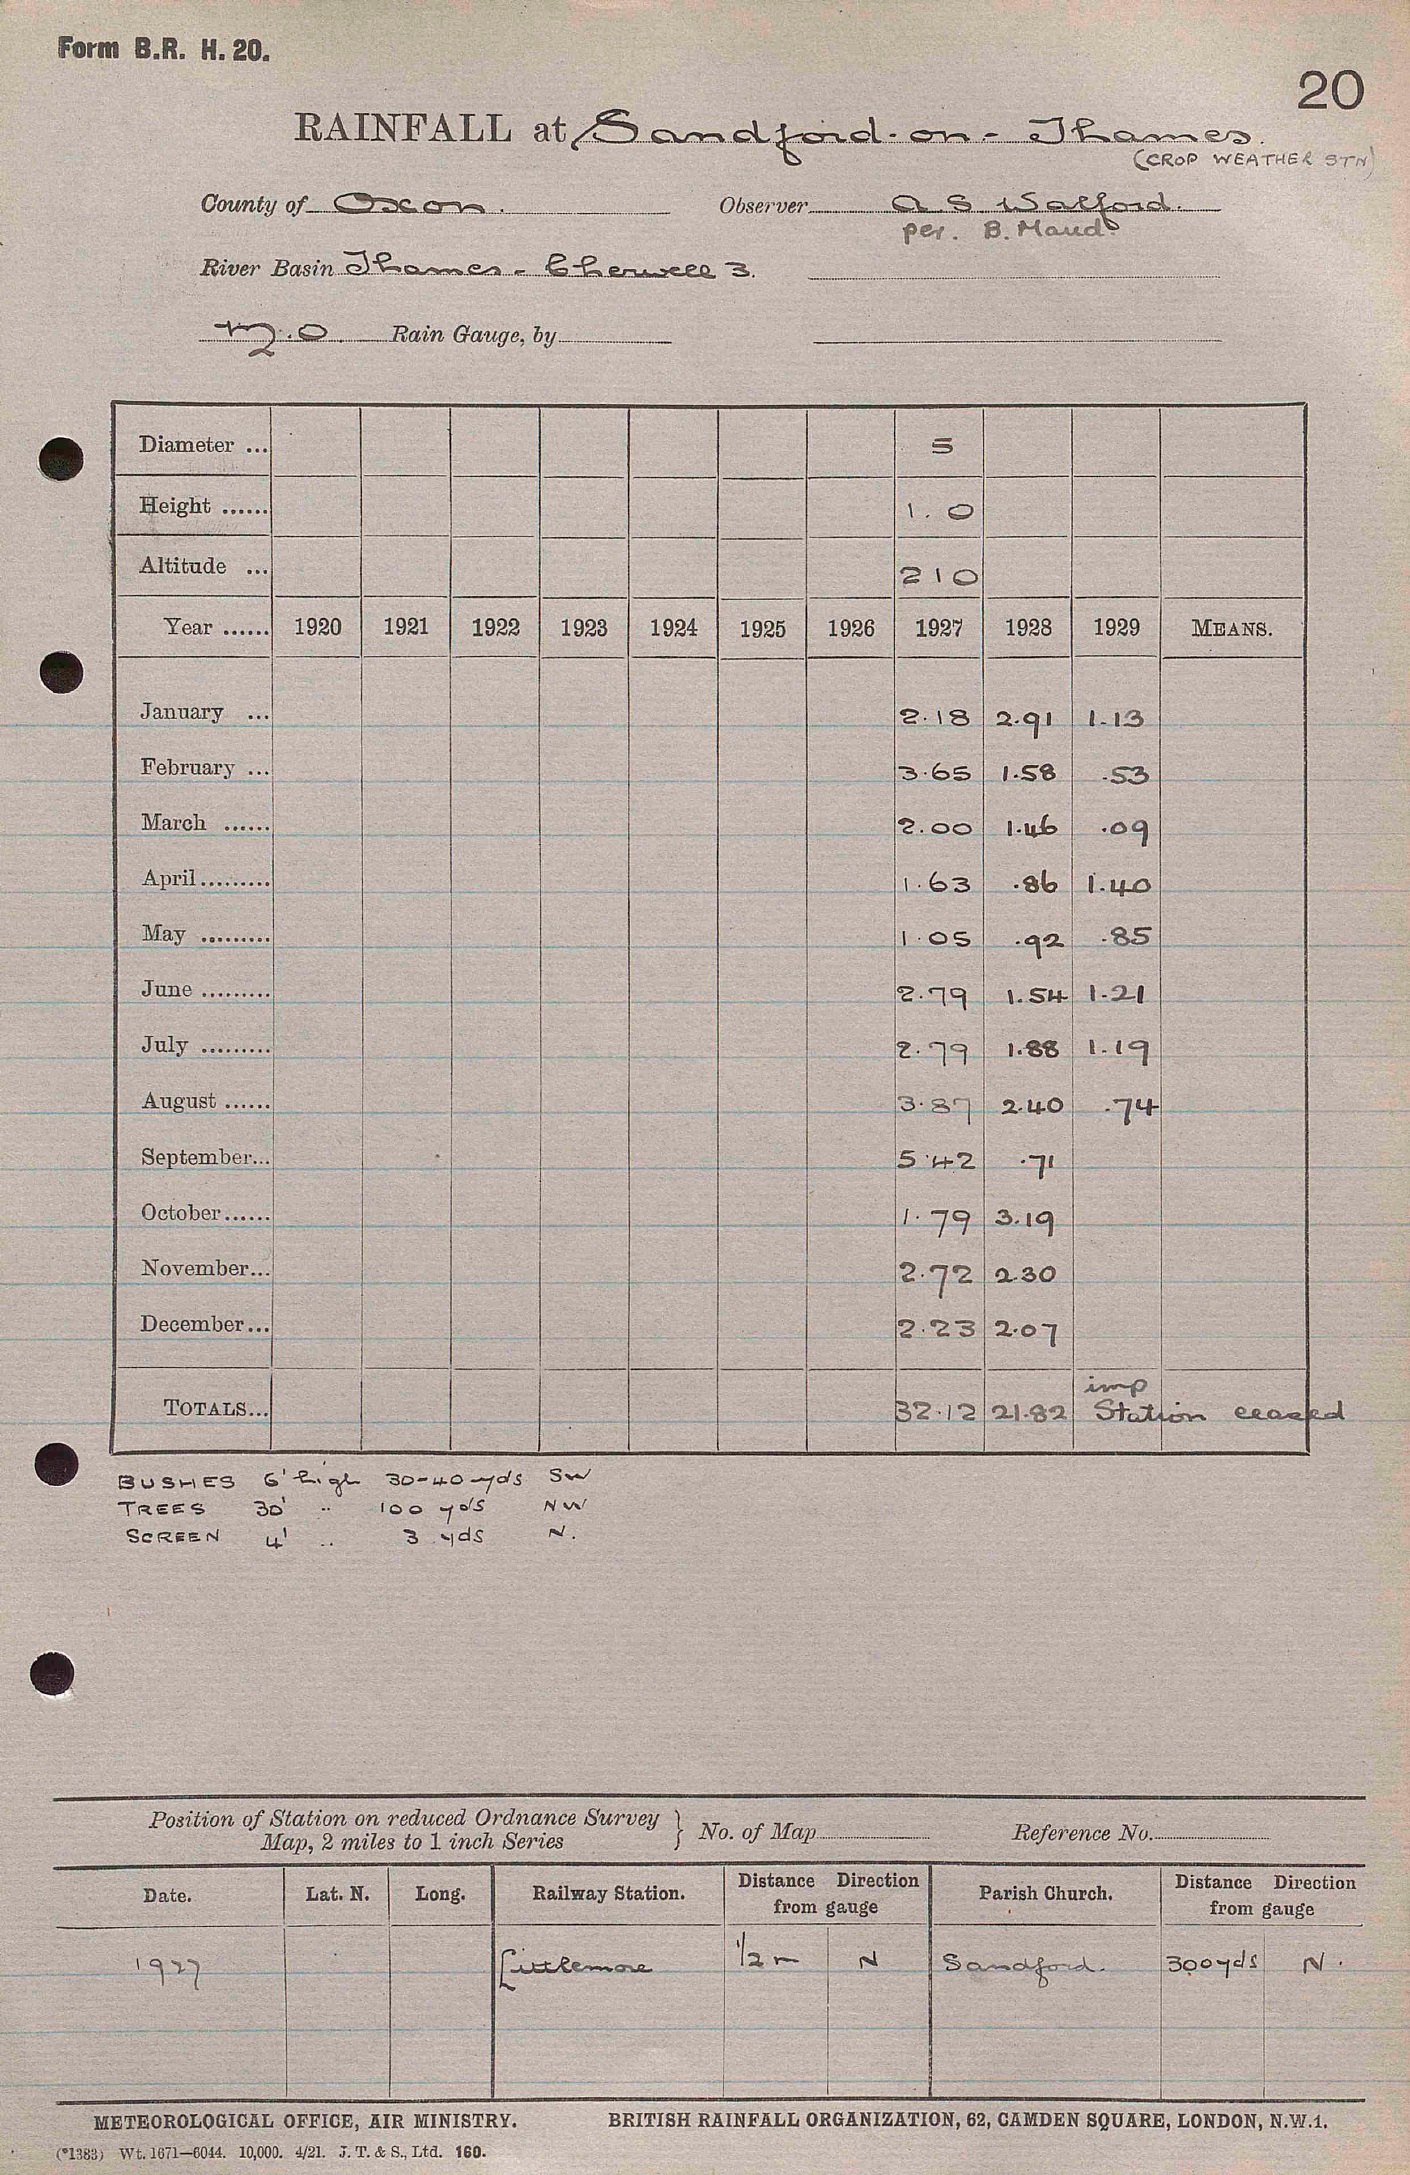 Form B.R. H. 20.
20
RAINFALL at Sandford-on-Thames.
(CROP WEATHER STN)
County of Oxon. Observer A S Walford.
per. B. Maud.
River Basin Thames - Cherwell 3.
M.O. Rain Gauge, by
Diameter ... 5
Height ...... 1.0
Altitude ... 210
Year ...... 1920 1921 1922 1923 1924 1925 1926 1927 1928 1929 MEANS.
January ... 2.18 2.91 1.13
February ... 3.65 1.58 .53
March ...... 2.00 1.46 .09
April ......... 1.63 .86 1.40
May ......... 1.05 .92 .85
June ......... 2.79 1.54 1.21
July ......... 2.79 1.88 1.19
August ...... 3.87 2.40 .74
September... 5.42 .71
October ...... 1.79 3.19
November... 2.72 2.30
December... 2.23 2.07
imp
TOTALS... 32.12 21.82 Station ceased
BUSHES 6' high 30-40 yds SW
TREES 30' " 100 yds NW
SCREEN 4' " 3 yds N.
Position of Station on reduced Ordnance Survey
Map, 2 miles to 1 inch Series } No. of Map Reference No.
Date. Lat. N. Long. Railway Station. Distance Direction from gauge Parish Church. Distance Direction from gauge
1927 Littlemore 1/2 m N Sandford. 300yds N.
METEOROLOGICAL OFFICE, AIR MINISTRY. BRITISH RAINFALL ORGANIZATION, 62, CAMDEN SQUARE, LONDON, N.W.1.
(*1383) Wt. 1671—6044. 10,000. 4/21. J. T. & S., Ltd. 160.